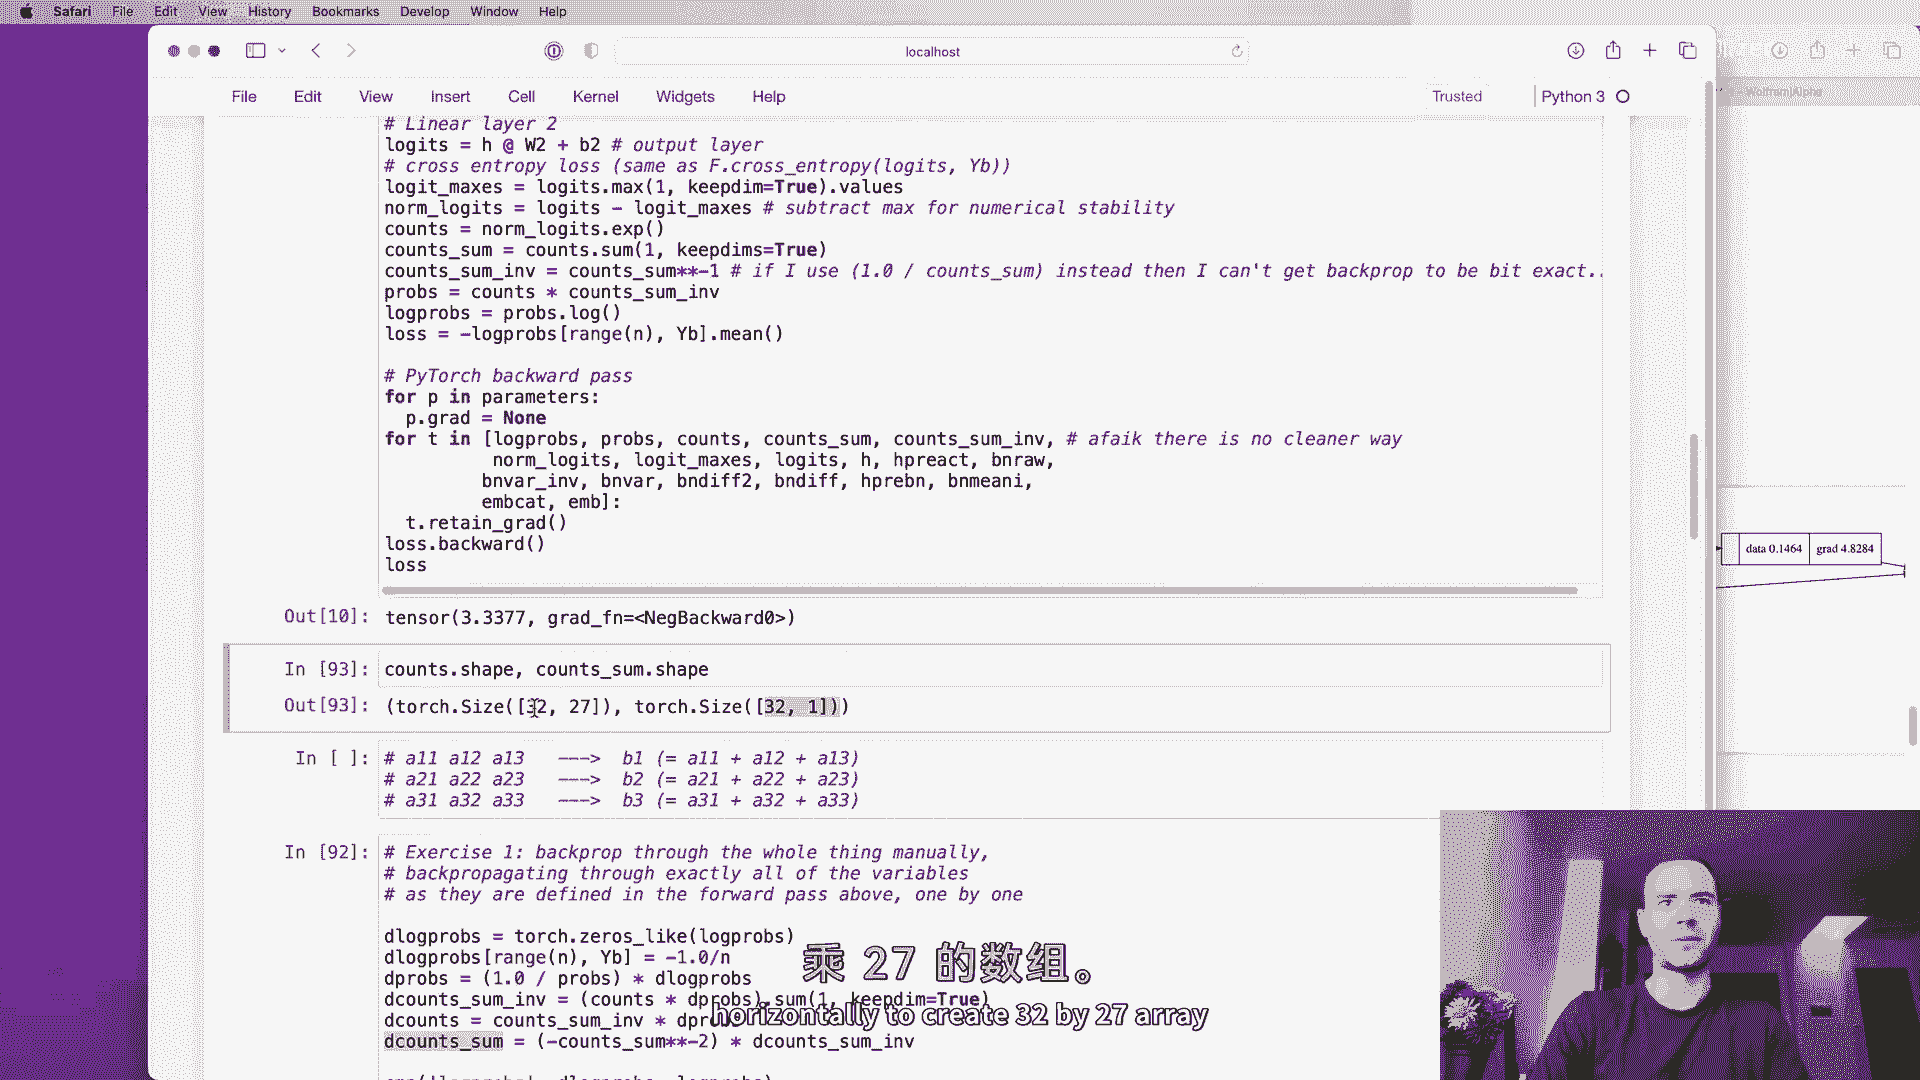 Safari File Edit View History Bookmarks Develop Window Help
localhost
File Edit View Insert Cell Kernel Widgets Help Trusted Python 3
WolframAlpha
# Linear layer 2
logits = h @ W2 + b2 # output layer
# cross entropy loss (same as F.cross_entropy(logits, Yb))
logit_maxes = logits.max(1, keepdim=True).values
norm_logits = logits - logit_maxes # subtract max for numerical stability
counts = norm_logits.exp()
counts_sum = counts.sum(1, keepdims=True)
counts_sum_inv = counts_sum**-1 # if I use (1.0 / counts_sum) instead then I can't get backprop to be bit exact..
probs = counts * counts_sum_inv
logprobs = probs.log()
loss = -logprobs[range(n), Yb].mean()
# PyTorch backward pass
for p in parameters:
p.grad = None
for t in [logprobs, probs, counts, counts_sum, counts_sum_inv, # afaik there is no cleaner way
norm_logits, logit_maxes, logits, h, hpreact, bnraw,
bnvar_inv, bnvar, bndiff2, bndiff, hprebn, bnmeani,
embcat, emb]:
t.retain_grad()
loss.backward()
loss
data 0.1464 grad 4.8284
Out[10]: tensor(3.3377, grad_fn=<NegBackward0>)
In [93]: counts.shape, counts_sum.shape
Out[93]: (torch.Size([32, 27]), torch.Size([32, 1]))
In [ ]: # a11 a12 a13 ---> b1 (= a11 + a12 + a13)
# a21 a22 a23 ---> b2 (= a21 + a22 + a23)
# a31 a32 a33 ---> b3 (= a31 + a32 + a33)
In [92]: # Exercise 1: backprop through the whole thing manually,
# backpropagating through exactly all of the variables
# as they are defined in the forward pass above, one by one
dlogprobs = torch.zeros_like(logprobs)
dlogprobs[range(n), Yb] = -1.0/n
dprobs = (1.0 / probs) * dlogprobs
dcounts_sum_inv = (counts * dprobs).sum(1, keepdim=True)
dcounts = counts_sum_inv * dprobs
dcounts_sum = (-counts_sum**-2) * dcounts_sum_inv
乘 27 的数组。
horizontally to create 32 by 27 array